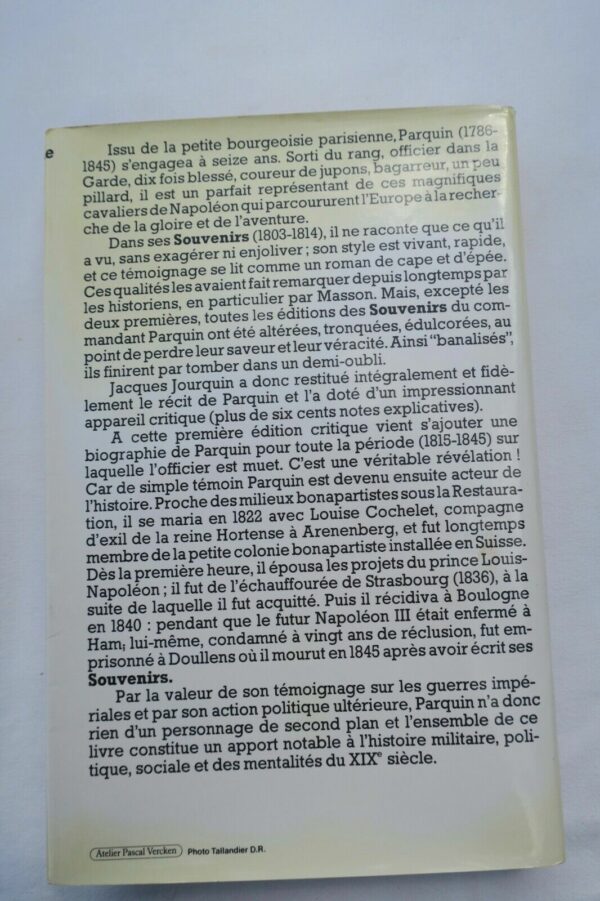 e
Issu de la petite bourgeoisie parisienne, Parquin (1786-
1845) s'engagea à seize ans. Sorti du rang, officier dans la
Garde, dix fois blessé, coureur de jupons, bagarreur, un peu
pillard, il est un parfait représentant de ces magnifiques
cavaliers de Napoléon qui parcoururent l'Europe à la recher-
che de la gloire et de l'aventure.
Dans ses Souvenirs (1803-1814), il ne raconte que ce qu'il
a vu, sans exagérer ni enjoliver ; son style est vivant, rapide,
et ce témoignage se lit comme un roman de cape et d'épée.
Ces qualités les avaient fait remarquer depuis longtemps par
les historiens, en particulier par Masson. Mais, excepté les
deux premières, toutes les éditions des Souvenirs du com-
mandant Parquin ont été altérées, tronquées, édulcorées, au
point de perdre leur saveur et leur véracité. Ainsi "banalisés",
ils finirent par tomber dans un demi-oubli.
Jacques Jourquin a donc restitué intégralement et fidè-
lement le récit de Parquin et l'a doté d'un impressionnant
appareil critique (plus de six cents notes explicatives).
A cette première édition critique vient s'ajouter une
biographie de Parquin pour toute la période (1815-1845) sur
laquelle l'officier est muet. C'est une véritable révélation !
Car de simple témoin Parquin est devenu ensuite acteur de
l'histoire. Proche des milieux bonapartistes sous la Restaura-
tion, il se maria en 1822 avec Louise Cochelet, compagne
d'exil de la reine Hortense à Arenenberg, et fut longtemps
membre de la petite colonie bonapartiste installée en Suisse.
Dès la première heure, il épousa les projets du prince Louis-
Napoléon ; il fut de l'échauffourée de Strasbourg (1836), à la
suite de laquelle il fut acquitté. Puis il récidiva à Boulogne
en 1840 : pendant que le futur Napoléon III était enfermé à
Ham, lui-même, condamné à vingt ans de réclusion, fut em-
prisonné à Doullens où il mourut en 1845 après avoir écrit ses
Souvenirs.
Par la valeur de son témoignage sur les guerres impé-
riales et par son action politique ultérieure, Parquin n'a donc
rien d'un personnage de second plan et l'ensemble de ce
livre constitue un apport notable à l'histoire militaire, poli-
tique, sociale et des mentalités du XIXe siècle.
Atelier Pascal Vercken Photo Tallandier D.R.